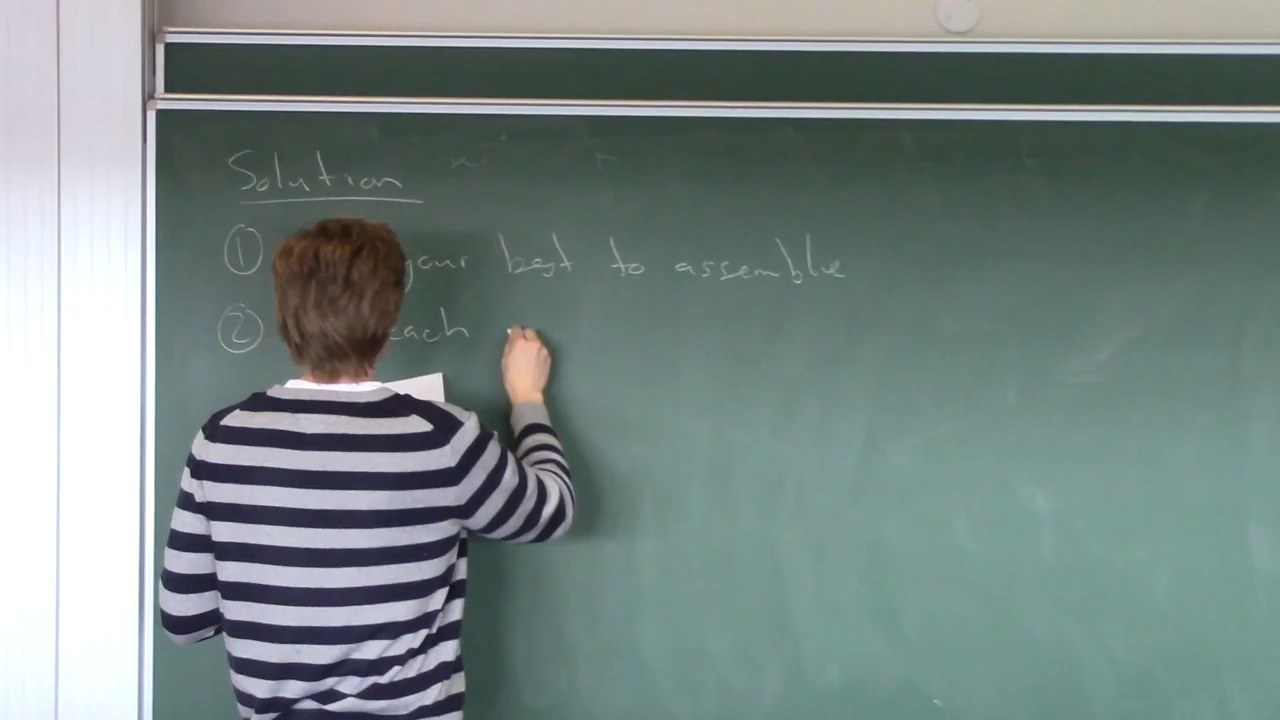 Solution
① your best to assemble
② each